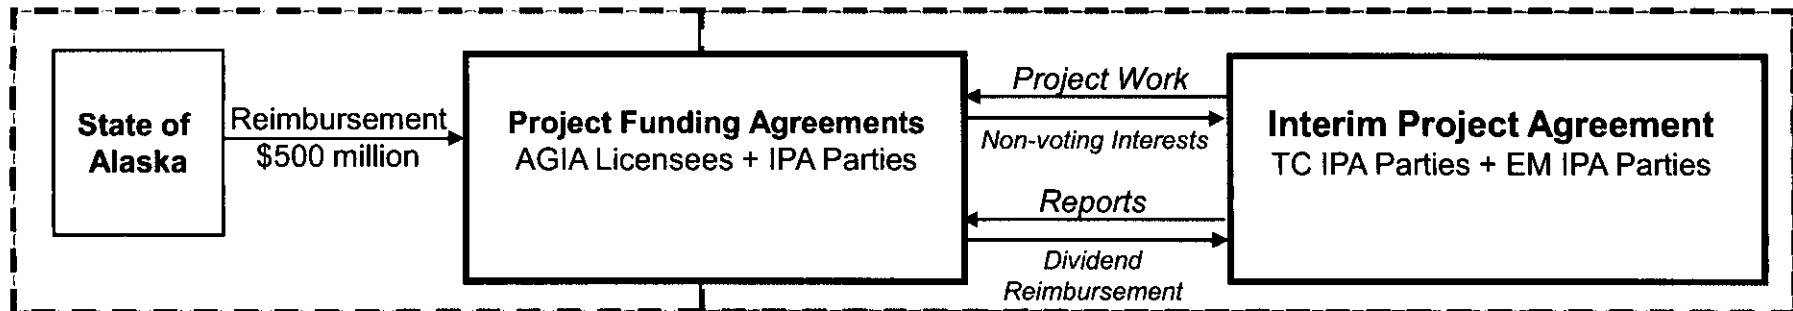 State of
Alaska
Reimbursement
$500 million
Project Funding Agreements
AGIA Licensees + IPA Parties
Project Work
Non-voting Interests
Reports
Dividend
Reimbursement
Interim Project Agreement
TC IPA Parties + EM IPA Parties